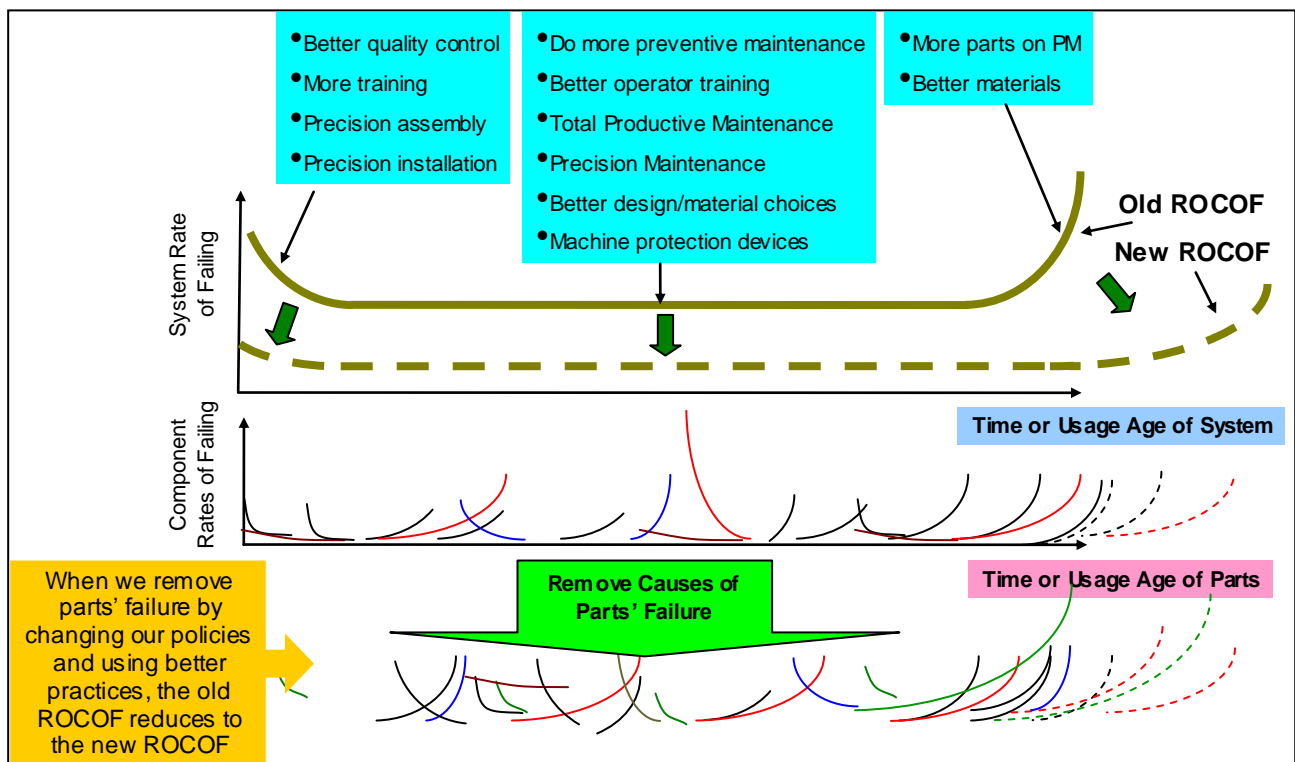 •Better quality control
•More training
•Precision assembly
•Precision installation
•Do more preventive maintenance
•Better operator training
•Total Productive Maintenance
•Precision Maintenance
•Better design/material choices
•Machine protection devices
•More parts on PM
•Better materials
Old ROCOF
New ROCOF
System Rate
of Failing
Time or Usage Age of System
Component
Rates of Failing
Time or Usage Age of Parts
Remove Causes of
Parts' Failure
When we remove
parts' failure by
changing our policies
and using better
practices, the old
ROCOF reduces to
the new ROCOF